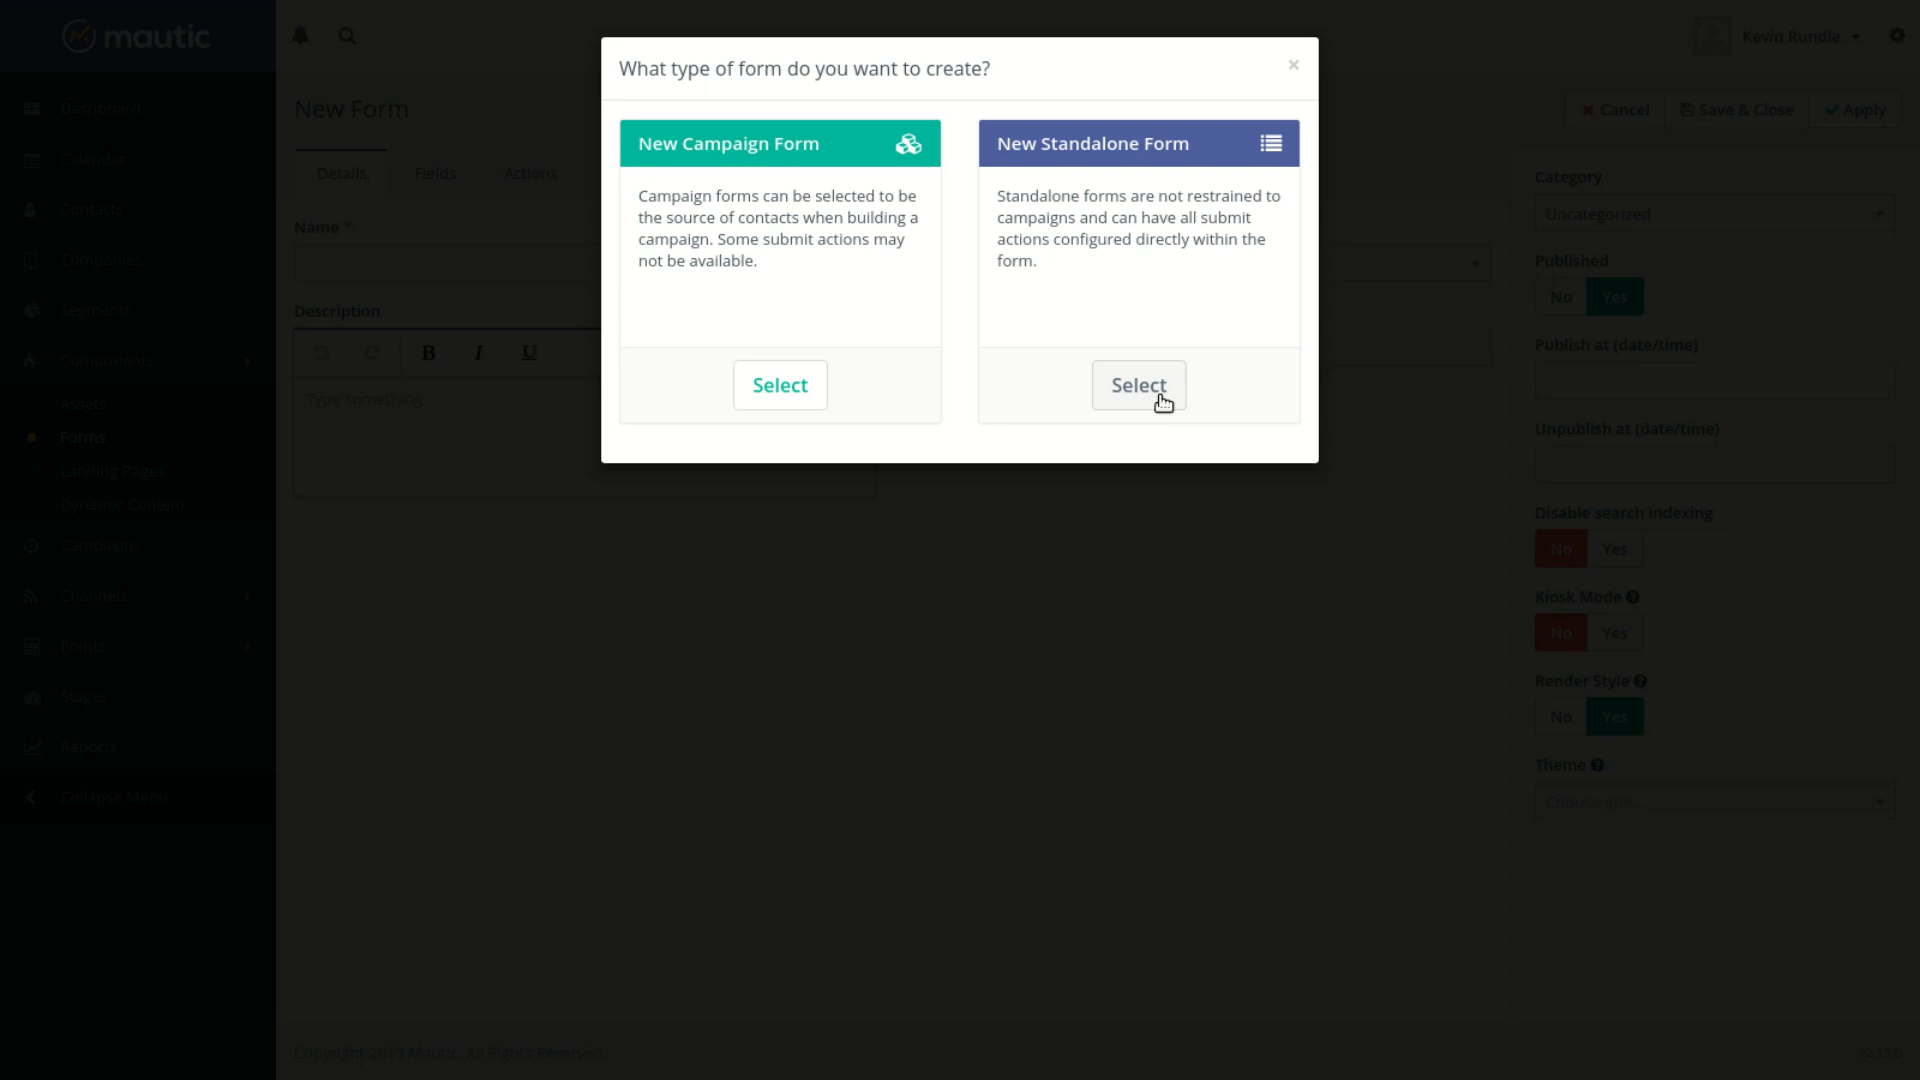 mautic
Kevin Rundle
Dashboard
Calendar
Contacts
Companies
Segments
Components
Assets
Forms
Landing Pages
Dynamic Content
Campaigns
Channels
Points
Stages
Reports
Collapse Menu
New Form
Cancel
Save & Close
Apply
Details
Fields
Actions
Name *
Description
B I U
Type something
What type of form do you want to create?
×
New Campaign Form
Campaign forms can be selected to be
the source of contacts when building a
campaign. Some submit actions may
not be available.
Select
New Standalone Form
Standalone forms are not restrained to
campaigns and can have all submit
actions configured directly within the
form.
Select
Category
Uncategorized
Published
No Yes
Publish at (date/time)
Unpublish at (date/time)
Disable search indexing
No Yes
Kiosk Mode
No Yes
Render Style
No Yes
Theme
Choose one...
Copyright 2019 Mautic. All Rights Reserved.